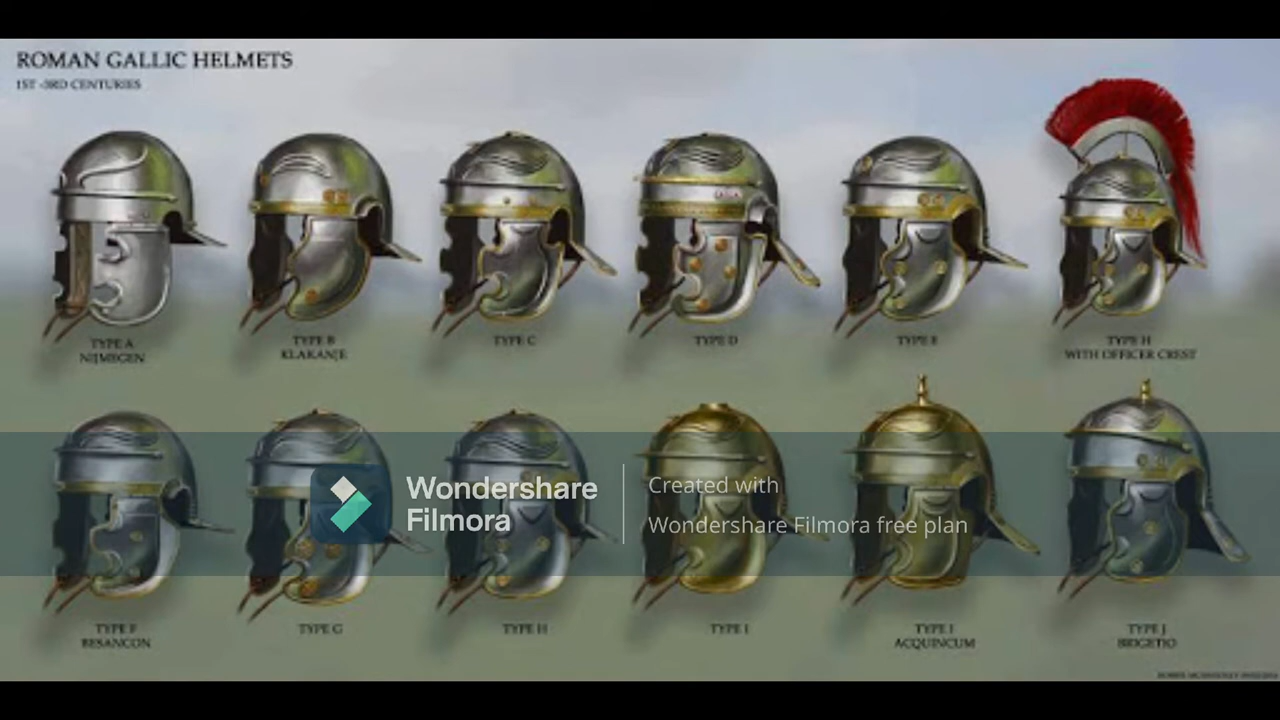 ROMAN GALLIC HELMETS
1ST -3RD CENTURIES
TYPE A
NIJMEGEN
TYPE B
KLAKANJE
TYPE C
TYPE D
TYPE E
TYPE H
WITH OFFICER CREST
Wondershare
Filmora
Created with
Wondershare Filmora free plan
TYPE F
BESANCON
TYPE G
TYPE H
TYPE I
TYPE I
ACQUINCUM
TYPE J
BRIGETIO